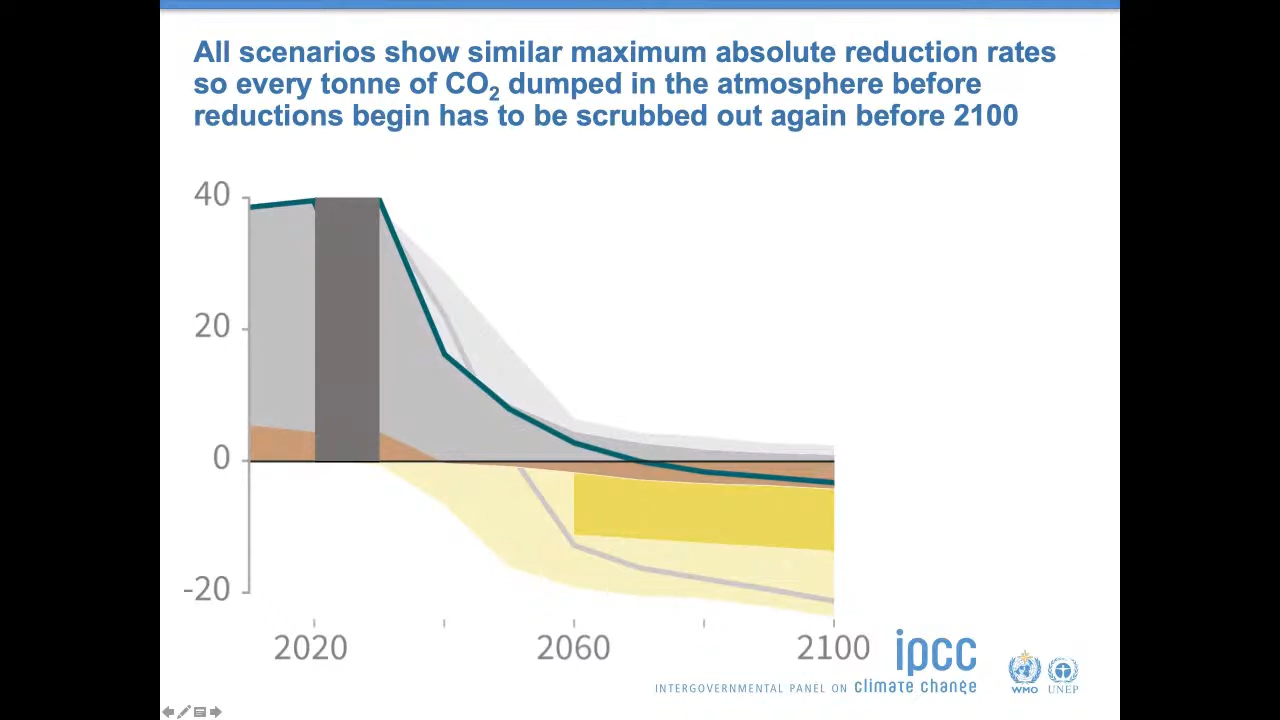 All scenarios show similar maximum absolute reduction rates
so every tonne of CO₂ dumped in the atmosphere before
reductions begin has to be scrubbed out again before 2100
40
20
0
-20
2020
2060
2100
ipcc
INTERGOVERNMENTAL PANEL ON climate change
WMO
UNEP